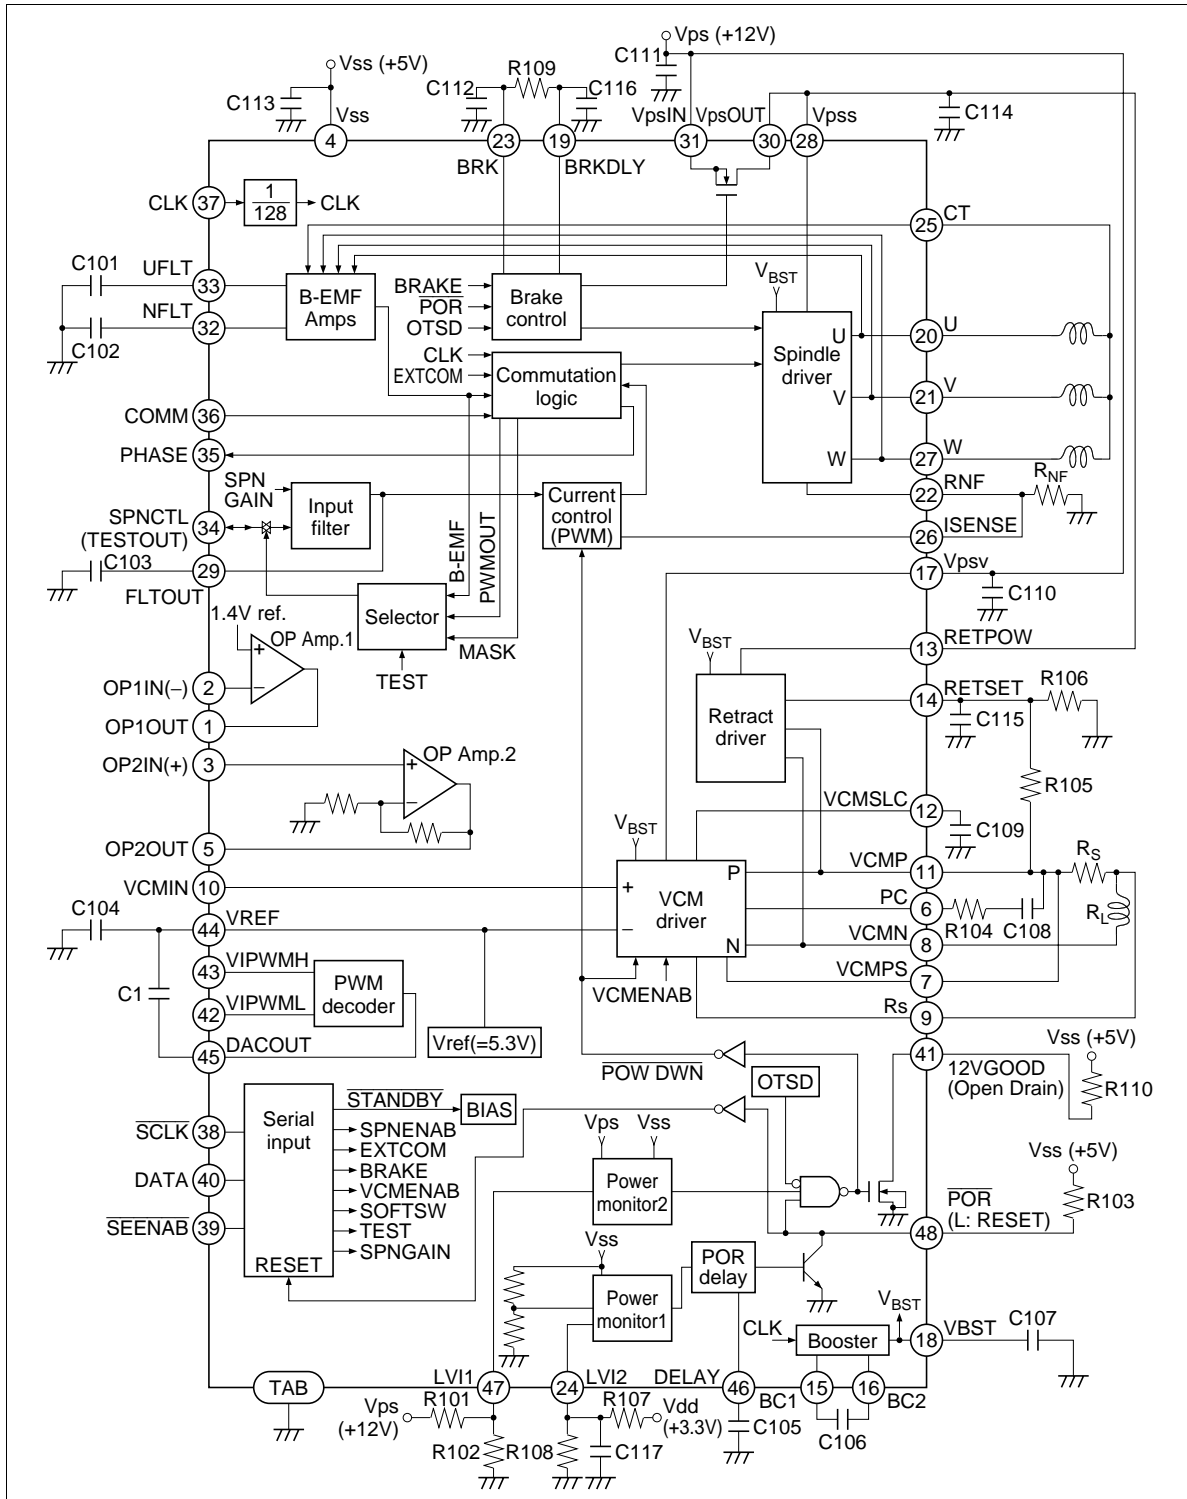 Vps (+12V)
C111
Vss (+5V)
C113
Vss
C112
R109
C116
VpsIN
VpsOUT
Vpss
C114
4
23
19
31
30
28
BRK
BRKDLY
CLK
37
1
128
CLK
25
CT
C101
UFLT
33
NFLT
32
C102
B-EMF
Amps
BRAKE
POR
OTSD
Brake
control
VBST
Spindle
driver
U
V
W
20
U
21
V
27
W
CLK
EXTCOM
Commutation
logic
COMM
36
PHASE
35
22
RNF
RNF
26
ISENSE
SPN
GAIN
Input
filter
SPNCTL
(TESTOUT)
34
Current
control
(PWM)
C103
29
FLTOUT
B-EMF
PWMOUT
MASK
Selector
TEST
17
Vpsv
C110
1.4V ref.
OP Amp.1
+
−
OP1IN(−)
2
OP1OUT
1
VBST
13
RETPOW
Retract
driver
14
RETSET
R106
C115
R105
OP2IN(+)
3
OP Amp.2
+
−
OP2OUT
5
VCMSLC
12
C109
VBST
VCMIN
10
+
−
VCM
driver
P
N
VCMP
11
RS
PC
6
R104
C108
RL
C104
44
VREF
VCMN
8
VCMPS
7
Rs
9
VCMENAB
43
VIPWMH
C1
42
VIPWML
PWM
decoder
45
DACOUT
Vref(=5.3V)
POW DWN
OTSD
41
12VGOOD
(Open Drain)
Vss (+5V)
R110
STANDBY
BIAS
SCLK
38
DATA
40
SEENAB
39
Serial
input
RESET
SPNENAB
EXTCOM
BRAKE
VCMENAB
SOFTSW
TEST
SPNGAIN
Vps
Vss
Power
monitor2
Vss (+5V)
R103
POR
(L: RESET)
48
Vss
Power
monitor1
POR
delay
VBST
CLK
Booster
18
VBST
C107
TAB
LVI1
47
24
LVI2
DELAY
46
BC1
15
16
BC2
Vps
(+12V)
R101
R102
R108
R107
Vdd
(+3.3V)
C117
C105
C106